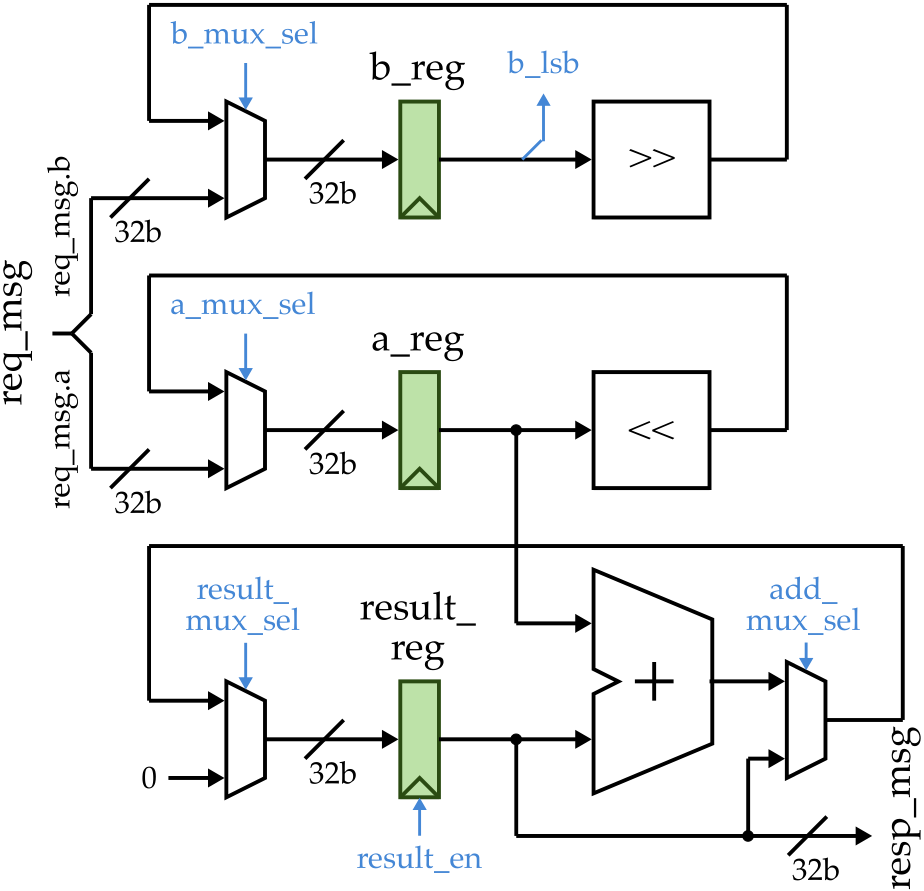 b_mux_sel
b_reg
b_lsb
>>
32b
req_msg.b
32b
req_msg
a_mux_sel
a_reg
<<
32b
req_msg.a
32b
result_
mux_sel
result_
reg
add_
mux_sel
+
0
32b
result_en
32b
resp_msg